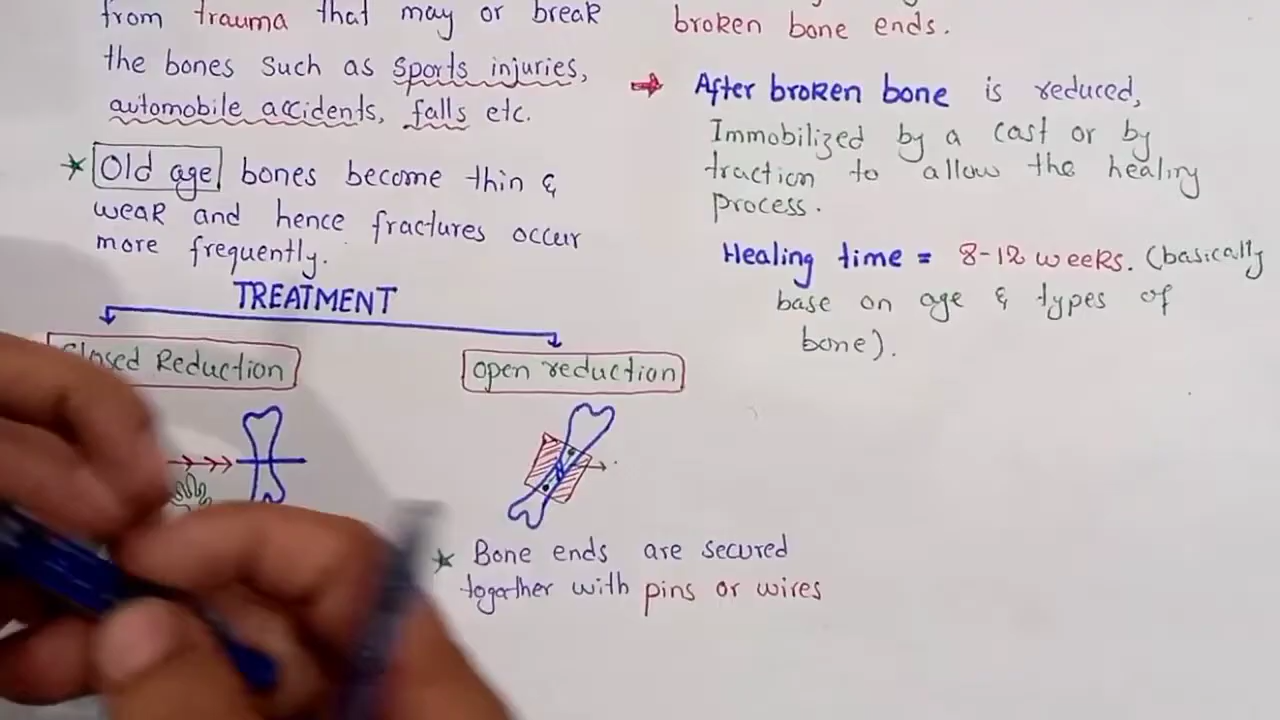 from trauma that may or break
the bones such as sports injuries,
automobile accidents, falls etc.
Old age bones become thin &
weaR and hence fractures occur
more frequently.
TREATMENT
Closed Reduction
open reduction
* Bone ends are secured
together with pins or wires
broken bone ends.
After broken bone is reduced,
Immobilized by a cast or by
traction to allow the healing
process.
Healing time = 8-12 weeks. (basically
base on age & types of
bone).